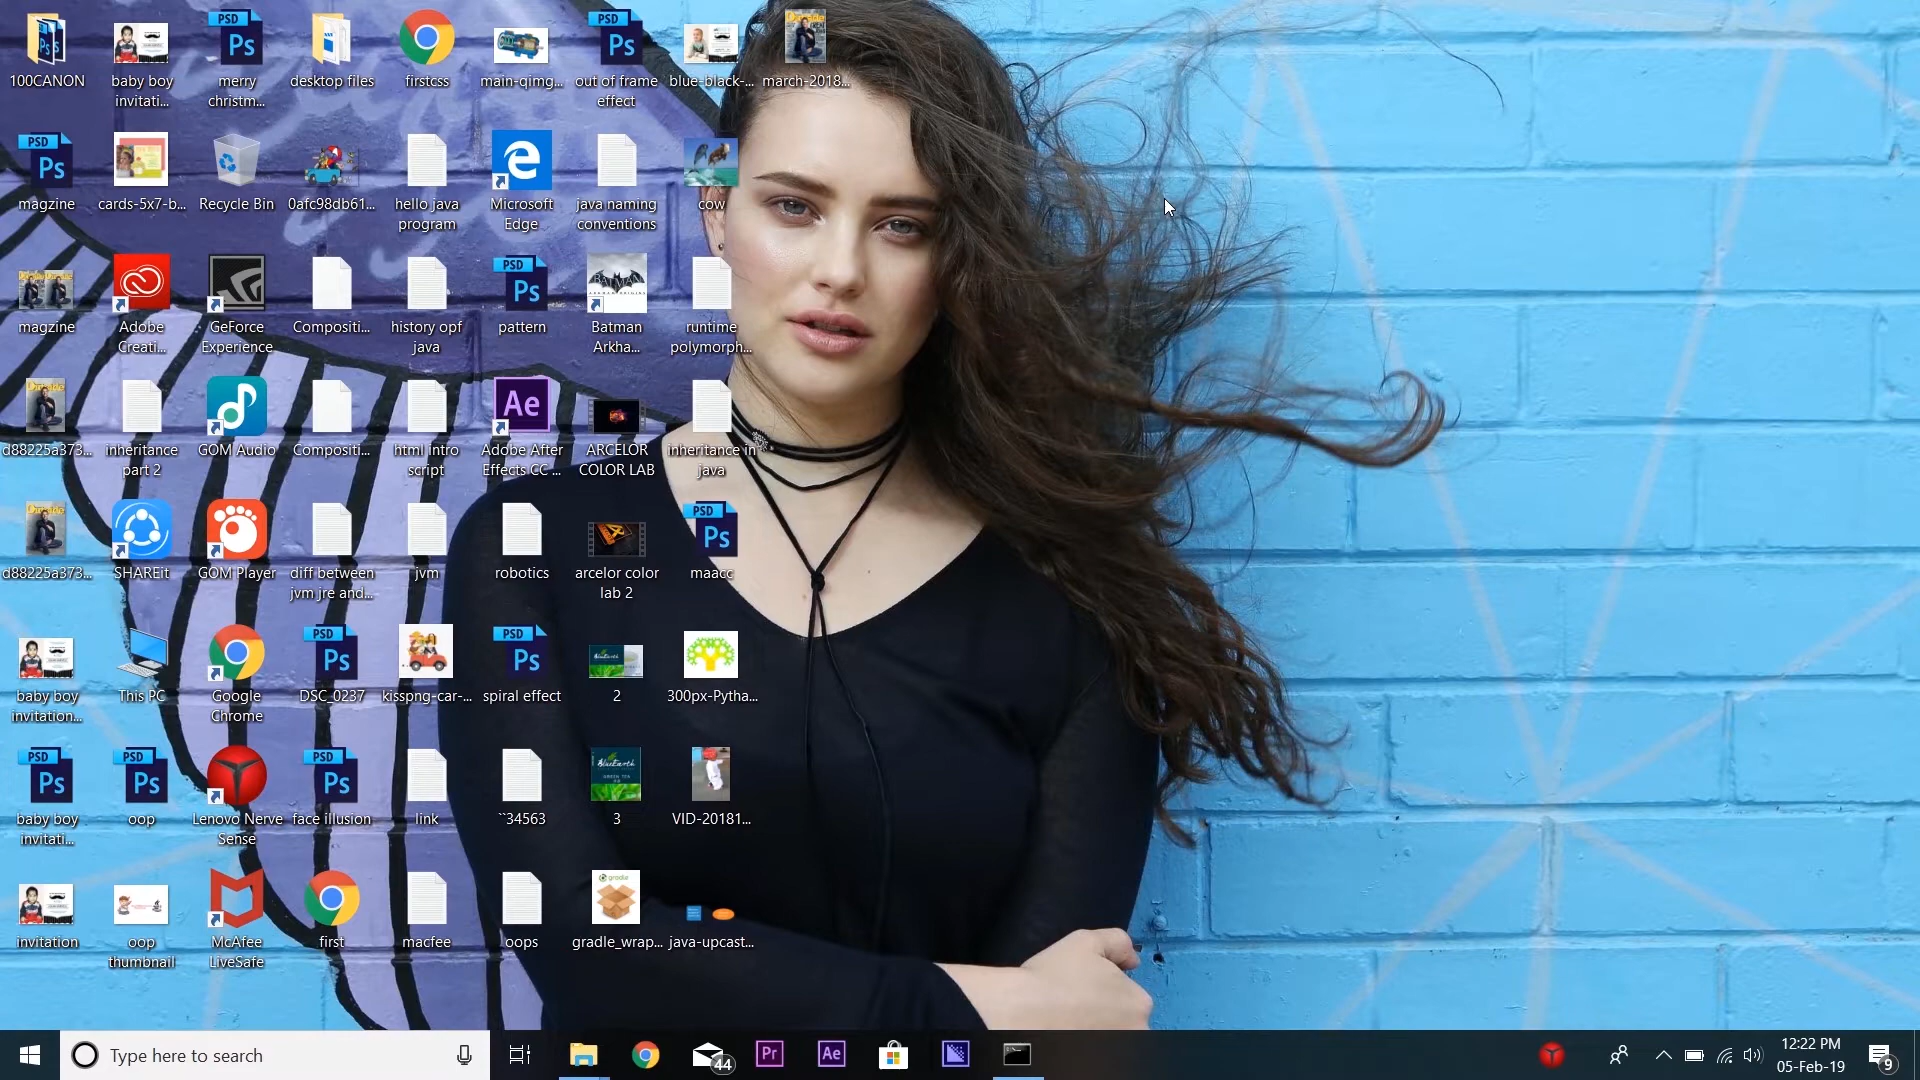 100CANON
baby boy
invitati...
merry
christm...
desktop files
firstcss
main-qimg...
out of frame
effect
blue-black-...
march-2018...
magzine
cards-5x7-b...
Recycle Bin
0afc98db61...
hello java
program
Microsoft
Edge
java naming
conventions
cow
magzine
Adobe
Creati...
GeForce
Experience
Compositi...
history opf
java
pattern
Batman
Arkha...
runtime
polymorph...
d88225a373...
inheritance
part 2
GOM Audio
Compositi...
html intro
script
Adobe After
Effects CC ...
ARCELOR
COLOR LAB
inheritance in
java
d88225a373...
SHAREit
GOM Player
diff between
jvm jre and...
jvm
robotics
arcelor color
lab 2
maacc
baby boy
invitation...
This PC
Google
Chrome
DSC_0237
kisspng-car-...
spiral effect
2
300px-Pytha...
baby boy
invitati...
oop
Lenovo Nerve
Sense
face illusion
link
``34563
3
VID-20181...
invitation
oop
thumbnail
McAfee
LiveSafe
first
macfee
oops
gradle_wrap...
java-upcast...
Type here to search
44
Pr
Ae
12:22 PM
05-Feb-19
9